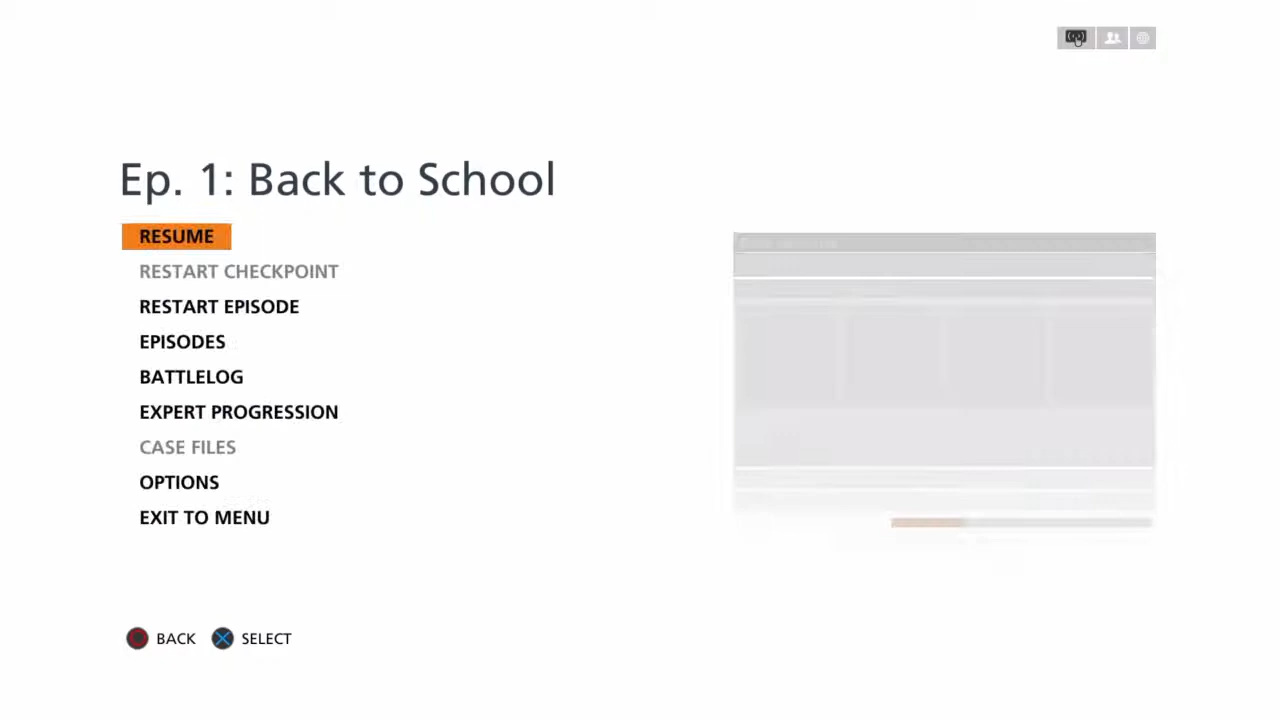 Ep. 1: Back to School
RESUME
RESTART CHECKPOINT
RESTART EPISODE
EPISODES
BATTLELOG
EXPERT PROGRESSION
CASE FILES
OPTIONS
EXIT TO MENU
BACK SELECT